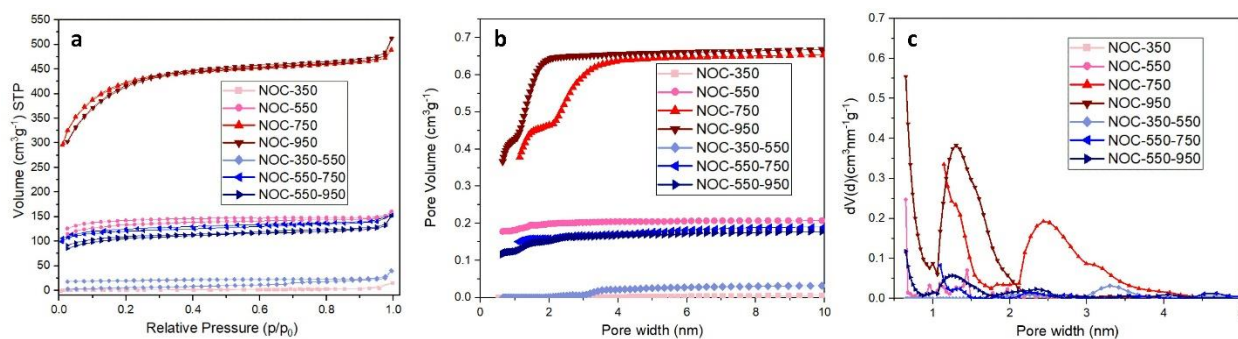 a
Volume (cm³g⁻¹) STP
550
500
450
400
350
300
250
200
150
100
50
0
NOC-350
NOC-550
NOC-750
NOC-950
NOC-350-550
NOC-550-750
NOC-550-950
0.0 0.2 0.4 0.6 0.8 1.0
Relative Pressure (p/p₀)
b
Pore Volume (cm³g⁻¹)
0.7
0.6
0.5
0.4
0.3
0.2
0.1
0.0
NOC-350
NOC-550
NOC-750
NOC-950
NOC-350-550
NOC-550-750
NOC-550-950
0 2 4 6 8 10
Pore width (nm)
c
dV(d)(cm³nm⁻¹g⁻¹)
0.7
0.6
0.5
0.4
0.3
0.2
0.1
0.0
NOC-350
NOC-550
NOC-750
NOC-950
NOC-350-550
NOC-550-750
NOC-550-950
1 2 3 4
Pore width (nm)